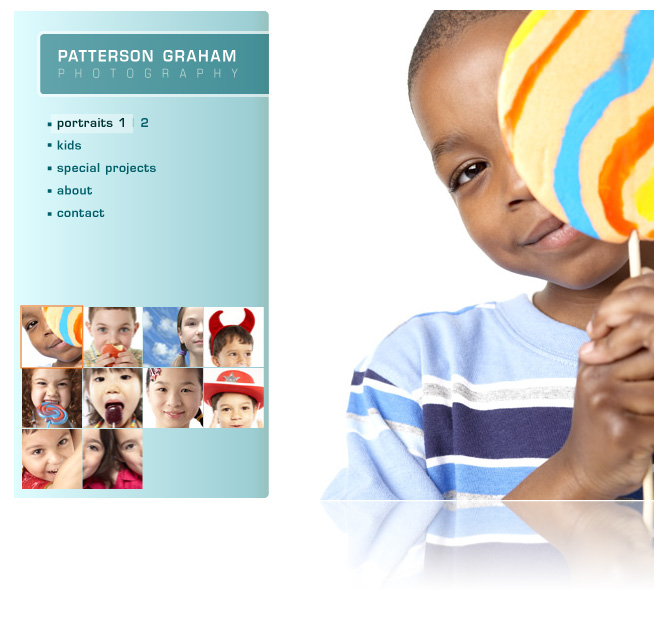 PATTERSON GRAHAM
PHOTOGRAPHY
portraits 1 | 2
kids
special projects
about
contact